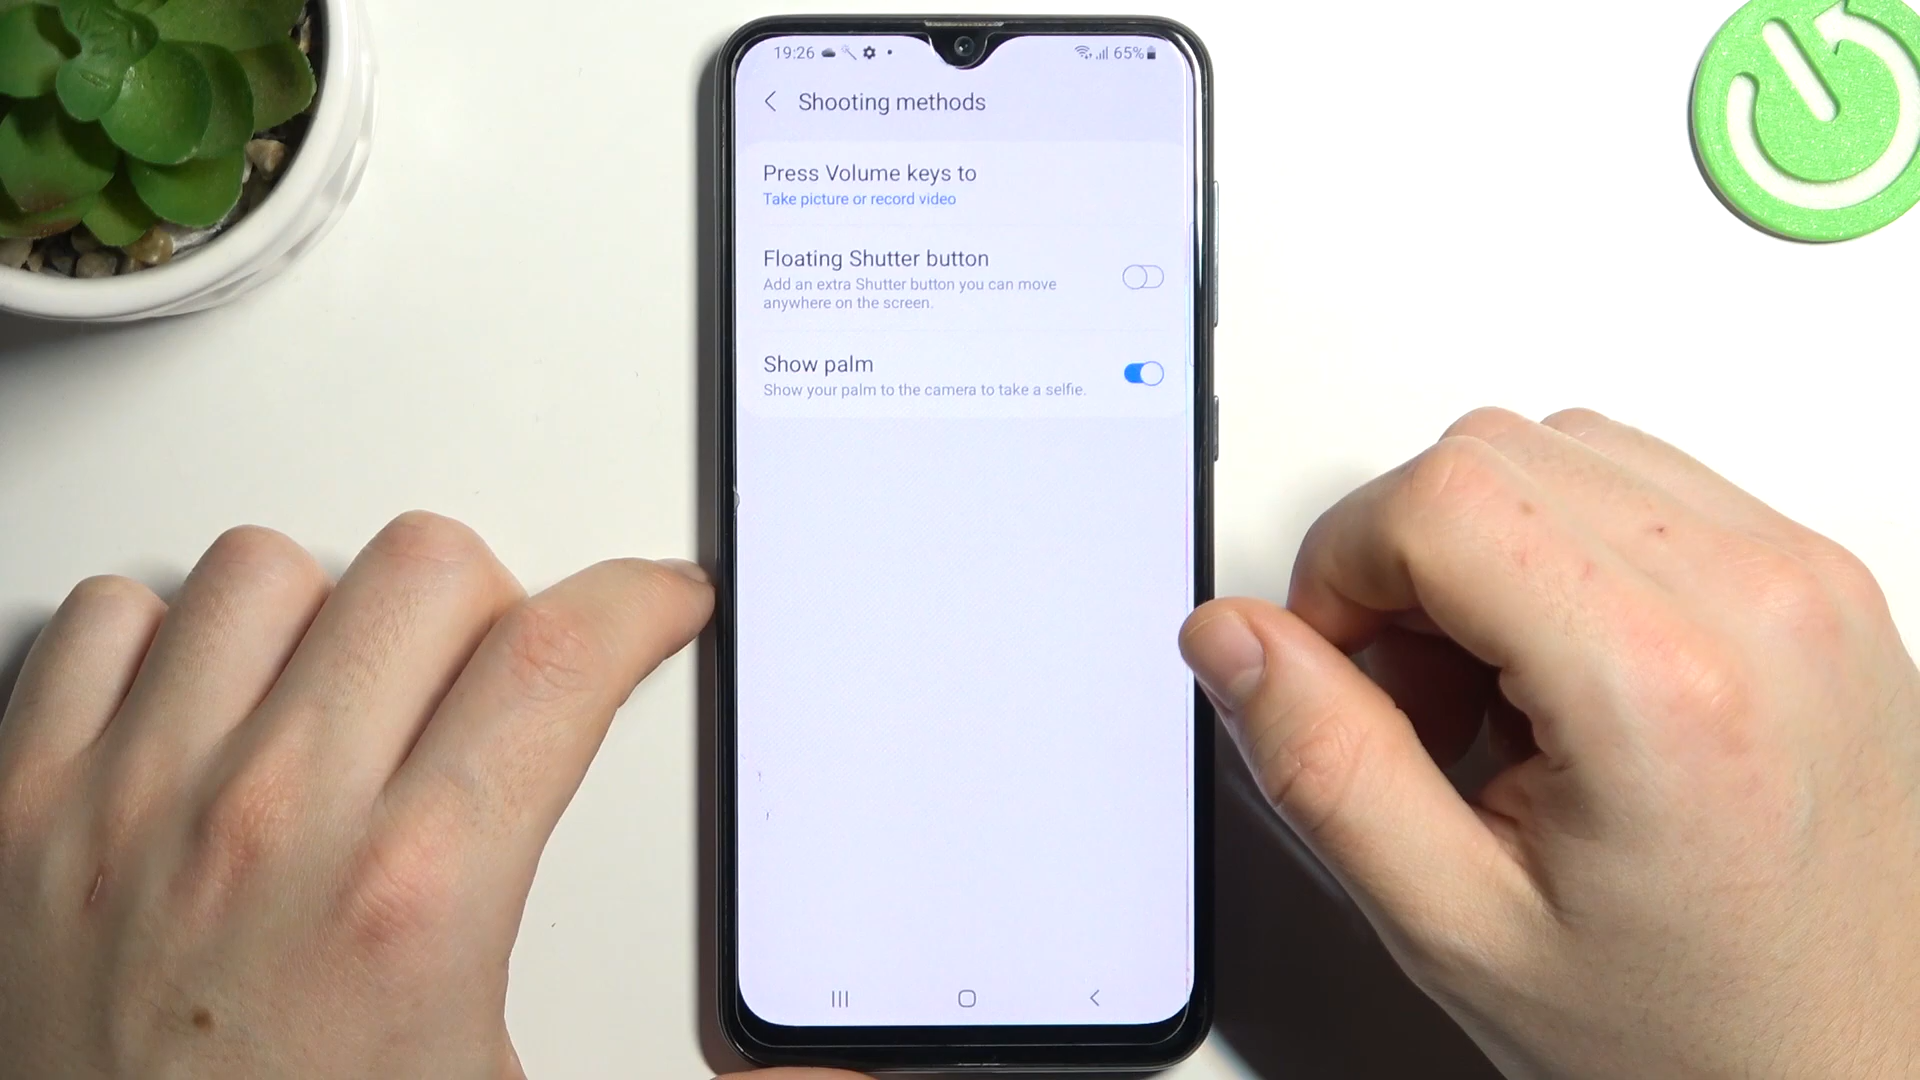 19:26
65%
Shooting methods
Press Volume keys to
Take picture or record video
Floating Shutter button
Add an extra Shutter button you can move
anywhere on the screen.
Show palm
Show your palm to the camera to take a selfie.